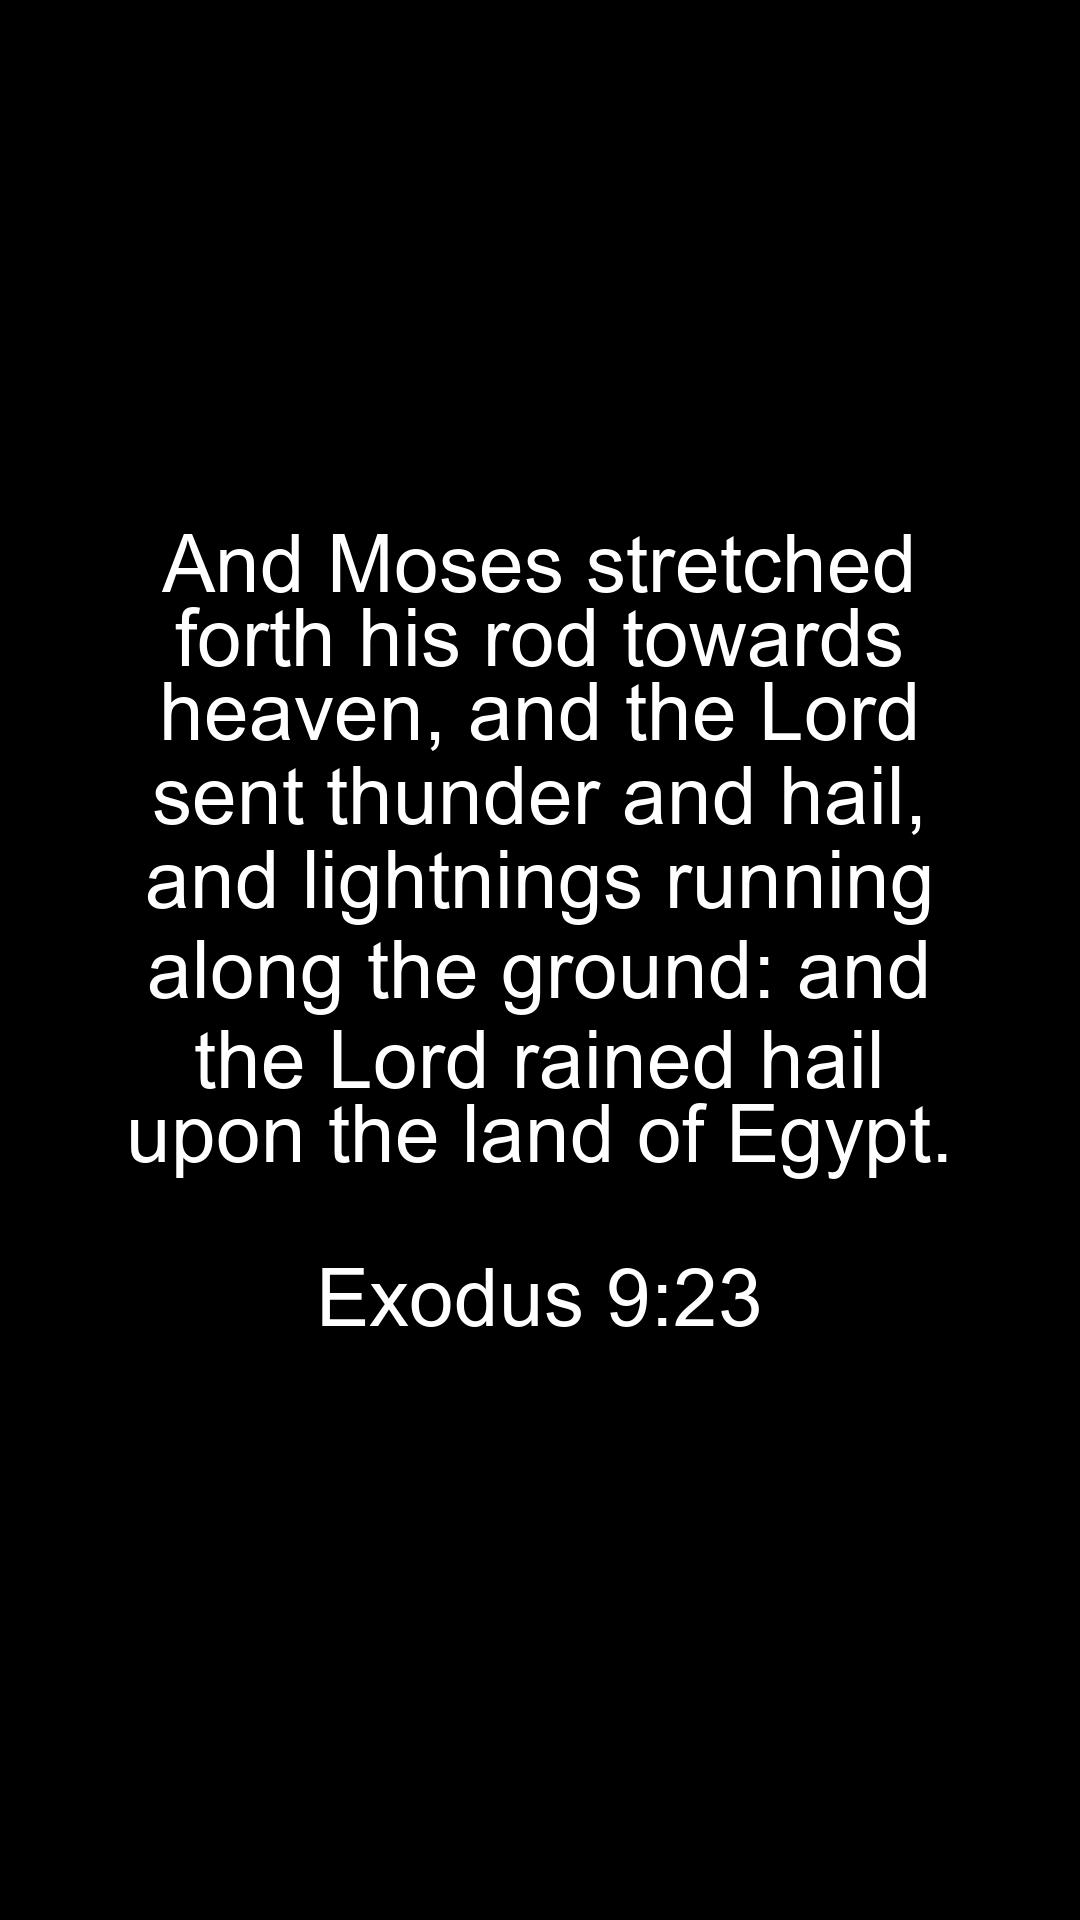 And Moses stretched
forth his rod towards
heaven, and the Lord
sent thunder and hail,
and lightnings running
along the ground: and
the Lord rained hail
upon the land of Egypt.
Exodus 9:23